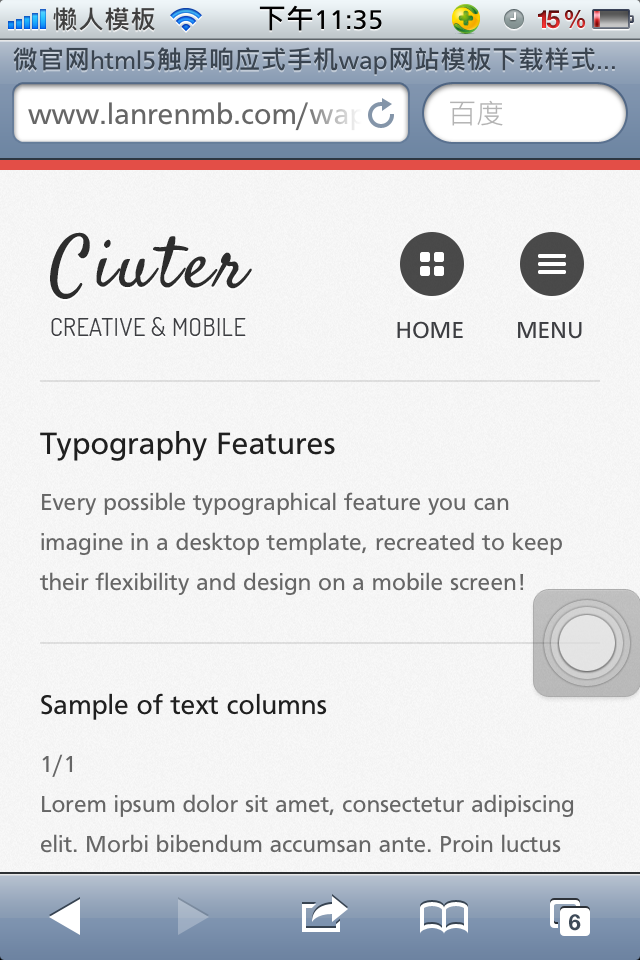 懒人模板 下午11:35 15%
微官网html5触屏响应式手机wap网站模板下载样式...
www.lanrenmb.com/wap 百度
Ciuter
CREATIVE & MOBILE
HOME MENU
Typography Features
Every possible typographical feature you can
imagine in a desktop template, recreated to keep
their flexibility and design on a mobile screen!
Sample of text columns
1/1
Lorem ipsum dolor sit amet, consectetur adipiscing
elit. Morbi bibendum accumsan ante. Proin luctus
6